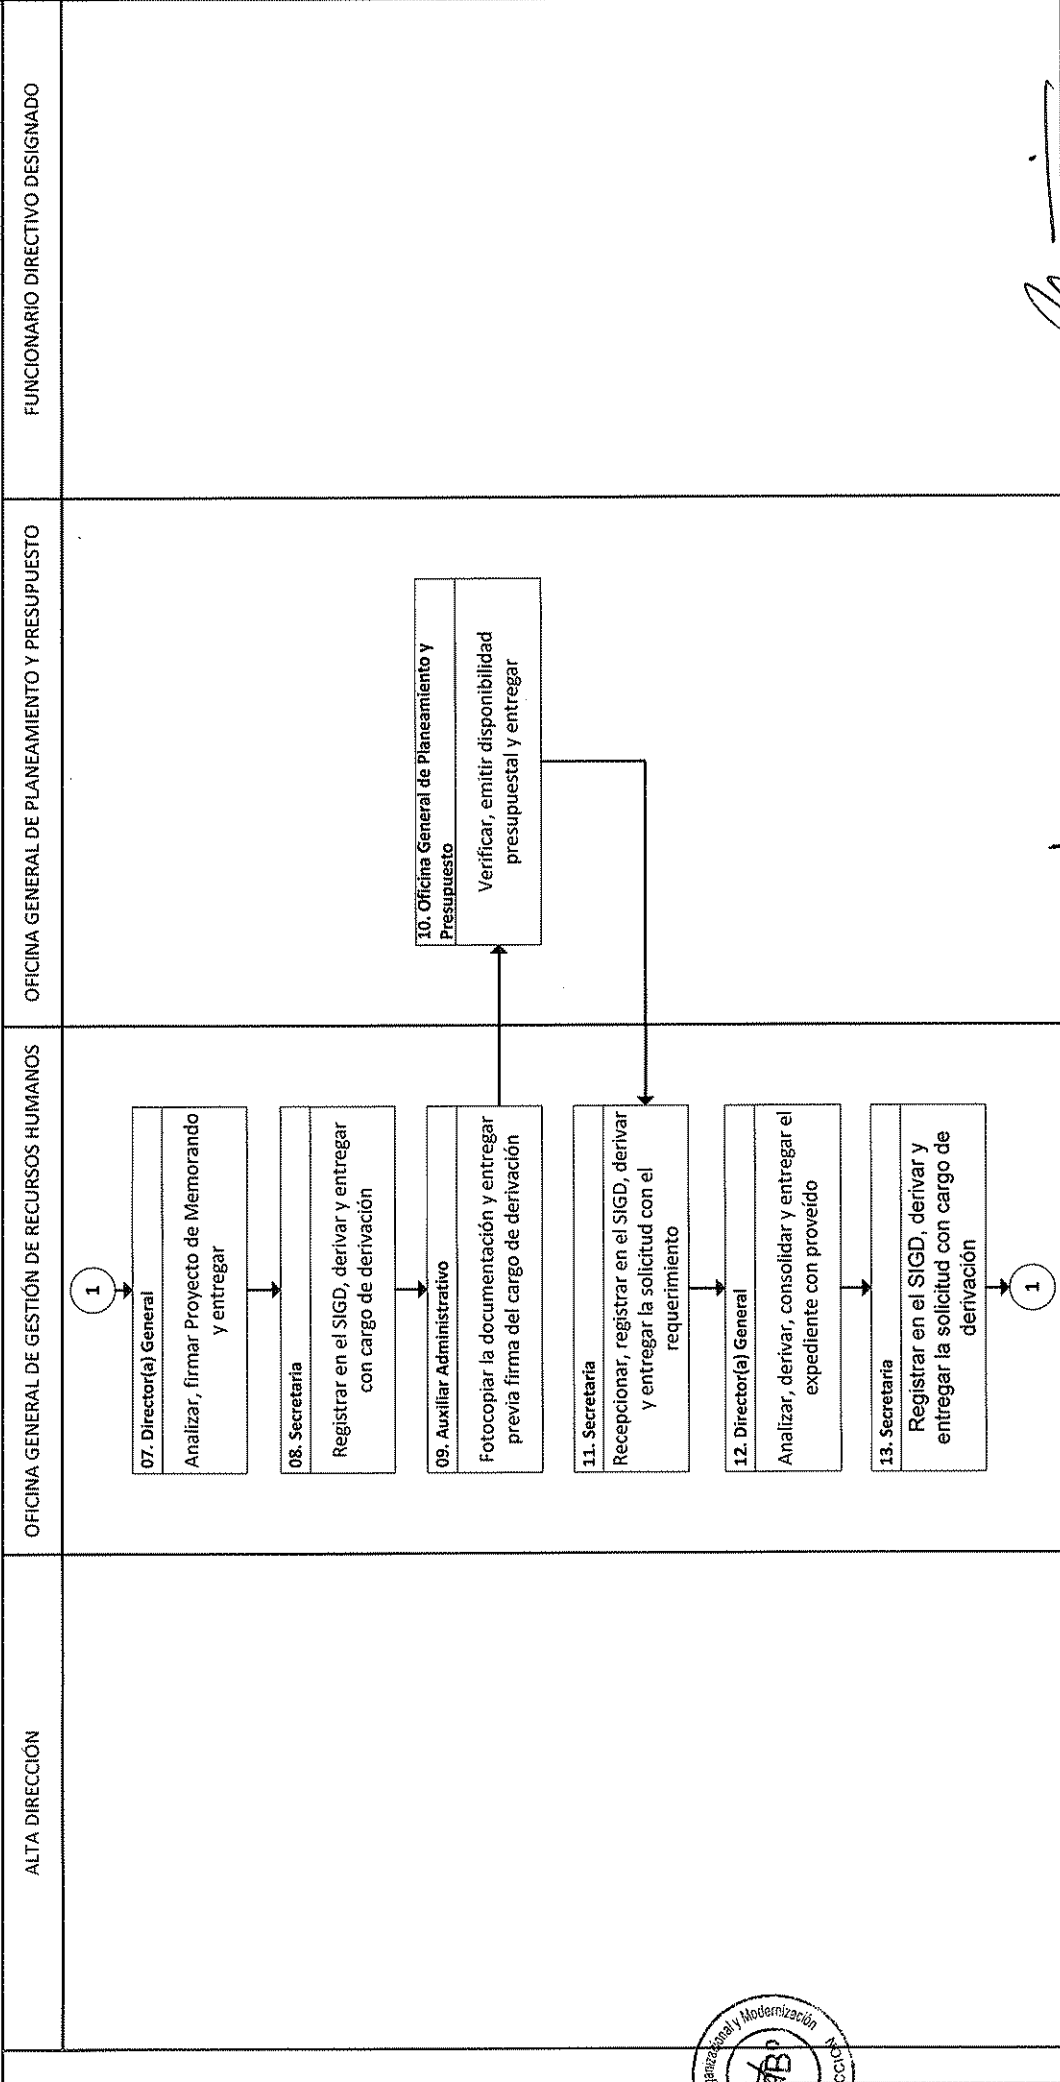 ALTA DIRECCIÓN
OFICINA GENERAL DE GESTIÓN DE RECURSOS HUMANOS
OFICINA GENERAL DE PLANEAMIENTO Y PRESUPUESTO
FUNCIONARIO DIRECTIVO DESIGNADO
1
07. Director(a) General
Analizar, firmar Proyecto de Memorando
y entregar
08. Secretaria
Registrar en el SIGD, derivar y entregar
con cargo de derivación
09. Auxiliar Administrativo
Fotocopiar la documentación y entregar
previa firma del cargo de derivación
10. Oficina General de Planeamiento y
Presupuesto
Verificar, emitir disponibilidad
presupuestal y entregar
11. Secretaria
Recepcionar, registrar en el SIGD, derivar
y entregar la solicitud con el
requerimiento
12. Director(a) General
Analizar, derivar, consolidar y entregar el
expediente con proveído
13. Secretaria
Registrar en el SIGD, derivar y
entregar la solicitud con cargo de
derivación
1
y Modernización